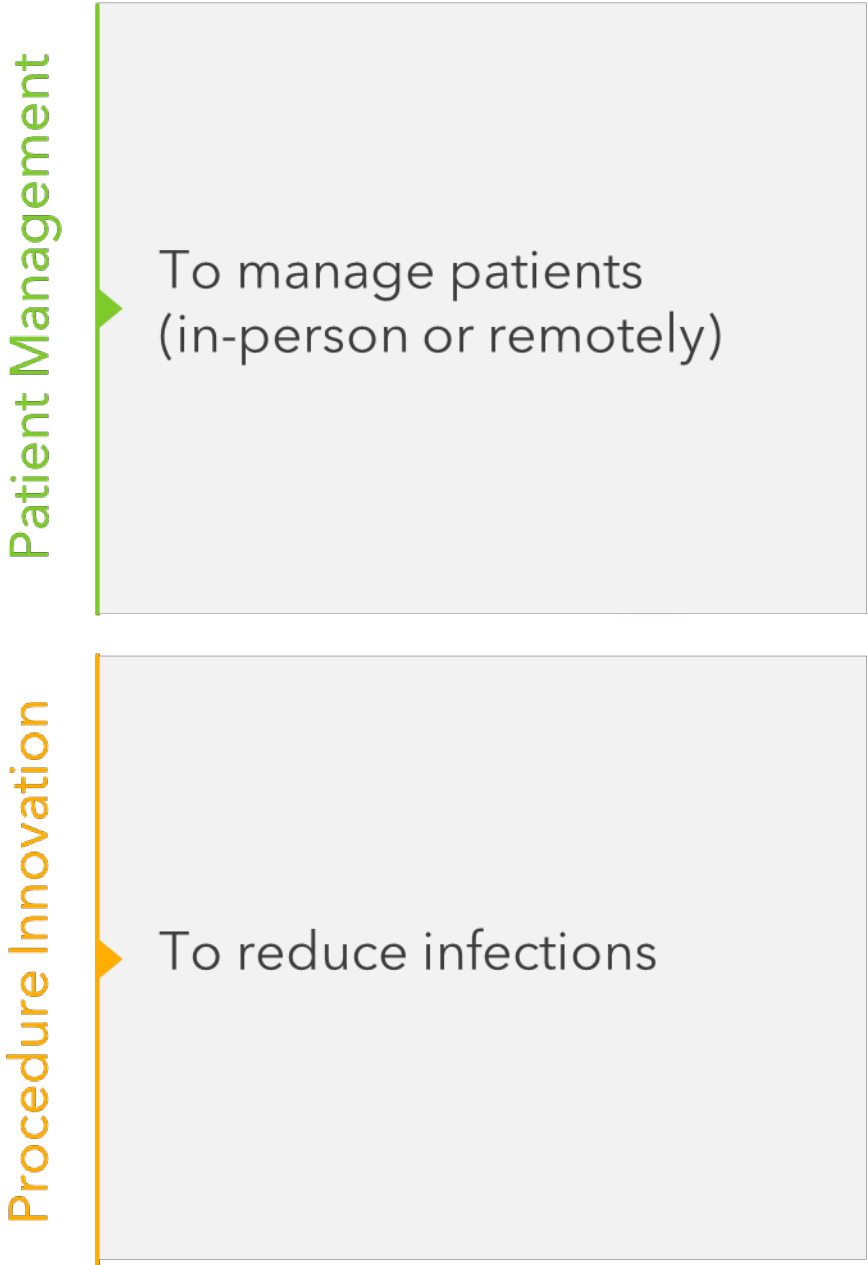 Patient Management
To manage patients
(in-person or remotely)
Procedure Innovation
To reduce infections